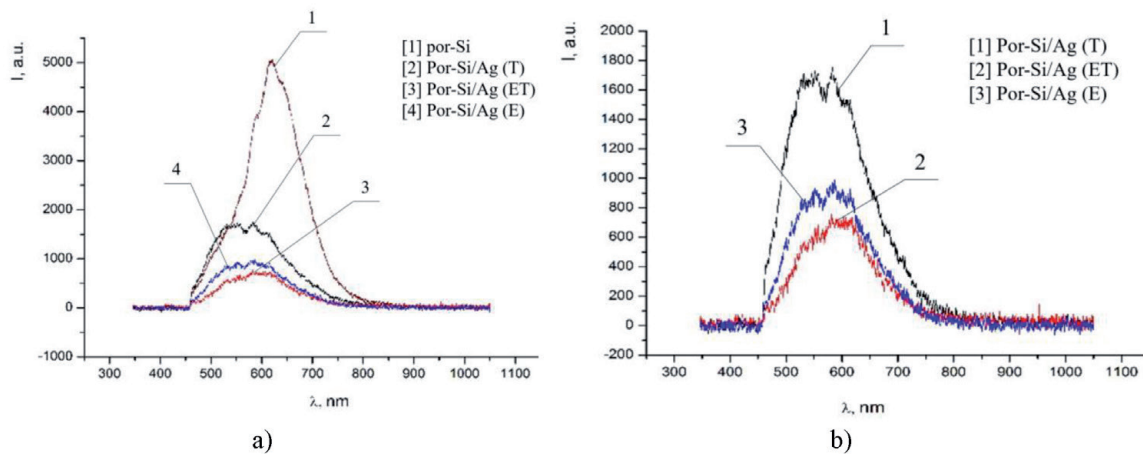 1
[1] por-Si
[2] Por-Si/Ag (T)
[3] Por-Si/Ag (ET)
[4] Por-Si/Ag (E)
2
4
3
I, a.u.
5000
4000
3000
2000
1000
0
-1000
300 400 500 600 700 800 900 1000 1100
λ, nm
a)
1
[1] Por-Si/Ag (T)
[2] Por-Si/Ag (ET)
[3] Por-Si/Ag (E)
3
2
I, a.u.
2000
1800
1600
1400
1200
1000
800
600
400
200
0
-200
300 400 500 600 700 800 900 1000 1100
λ, nm
b)